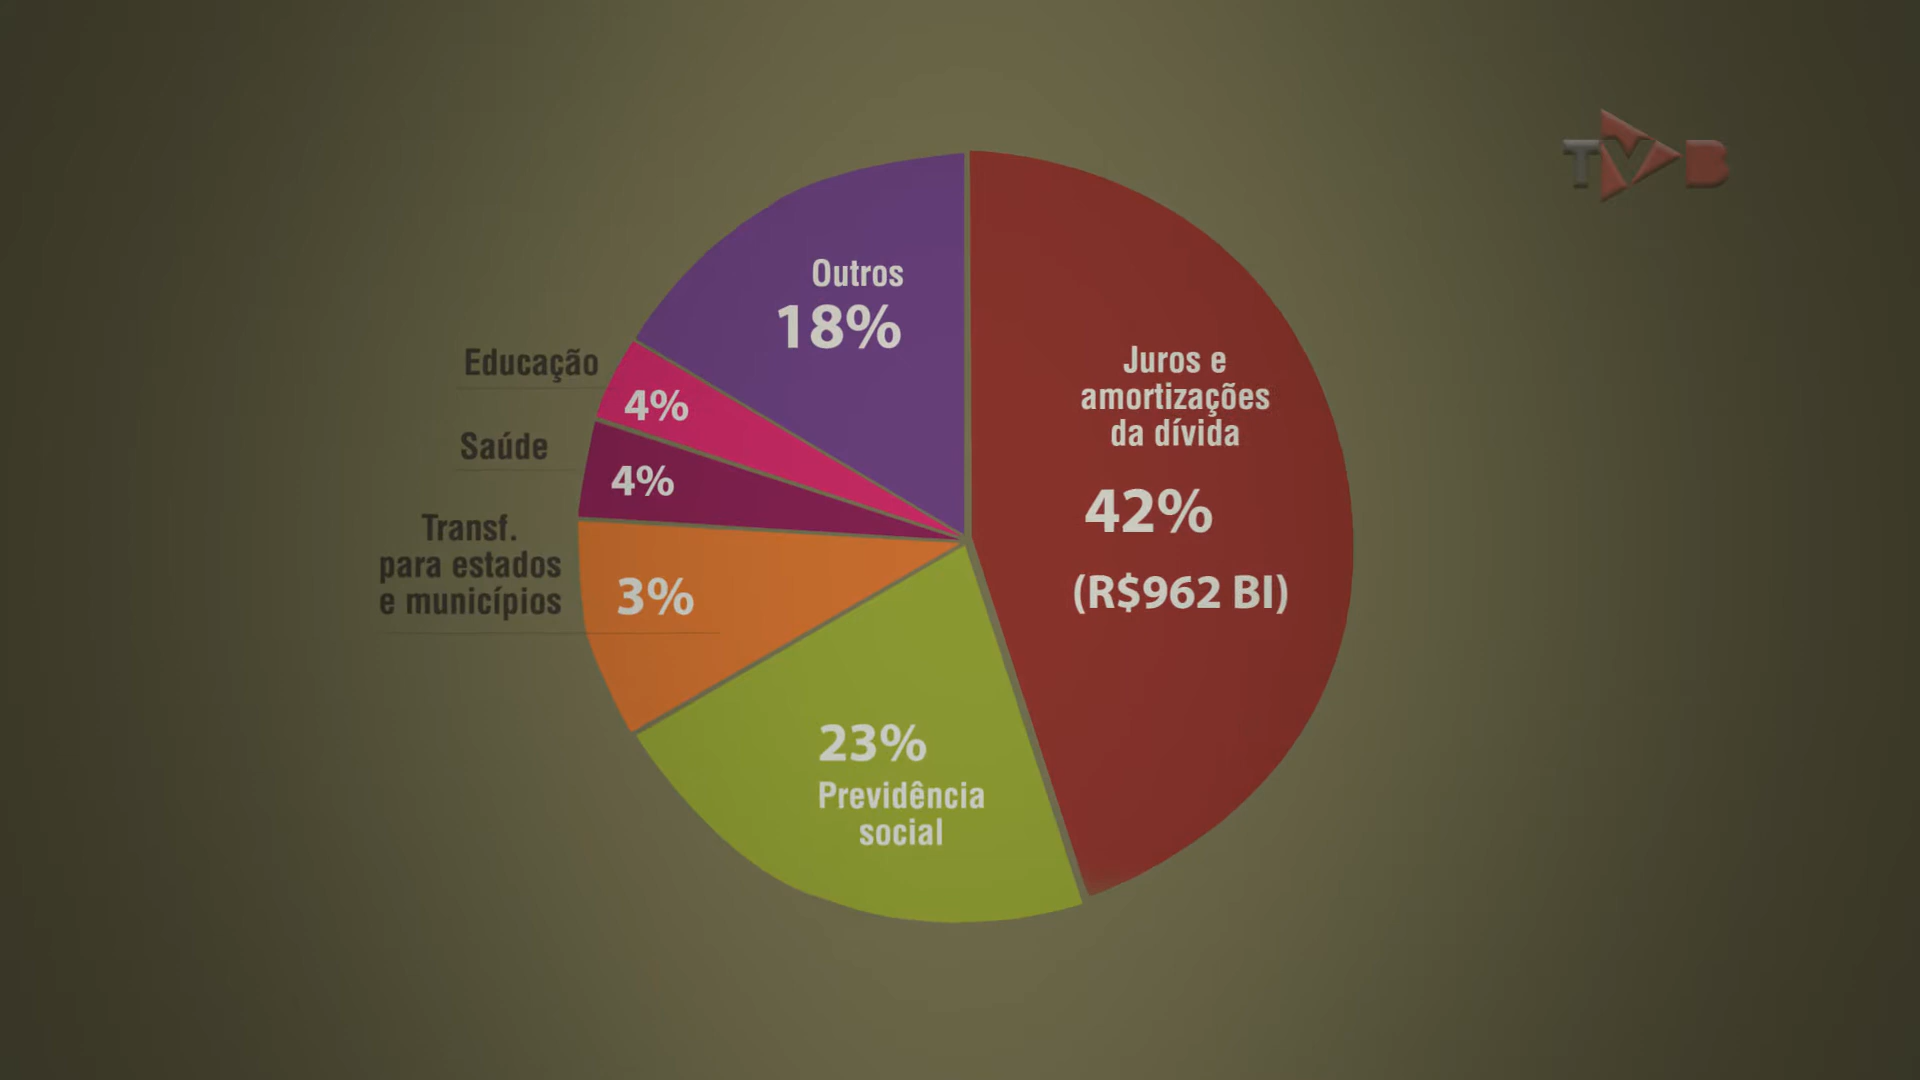 TVB
Outros
18%
Juros e
amortizações
da dívida
42%
(R$962 BI)
Educação
4%
Saúde
4%
Transf.
para estados
e municípios
3%
23%
Previdência
social